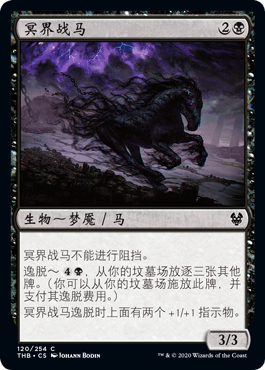 冥界战马 2
生物～梦魇 / 马
冥界战马不能进行阻挡。
逸脱～ 4，从你的坟墓场放逐三张其他
牌。（你可以从你的坟墓场施放此牌，并
支付其逸脱费用。）
冥界战马逸脱时上面有两个 +1/+1 指示物。
3/3
120/254 C
THB • CS JOHANN BODIN
™ & © 2020 Wizards of the Coast